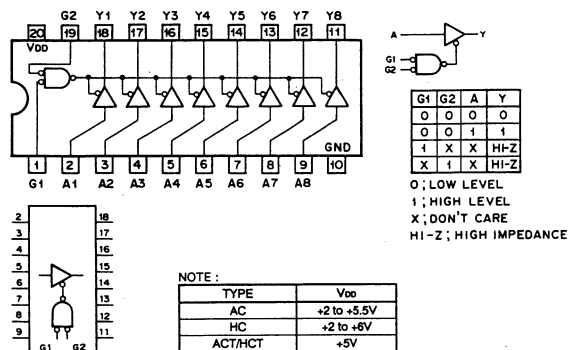 G2 Y1 Y2 Y3 Y4 Y5 Y6 Y7 Y8
20 19 18 17 16 15 14 13 12 11
VDD
GND
1 2 3 4 5 6 7 8 9 10
G1 A1 A2 A3 A4 A5 A6 A7 A8
A Y
G1
G2
G1 G2 A Y
0 0 0 0
0 0 1 1
1 X X HI-Z
X 1 X HI-Z
0 ; LOW LEVEL
1 ; HIGH LEVEL
X ; DON'T CARE
HI-Z ; HIGH IMPEDANCE
2 18
3 17
4 16
5 15
6 14
7 13
8 12
9 11
G1 G2
NOTE :
TYPE VDD
AC +2 to +5.5V
HC +2 to +6V
ACT/HCT +5V